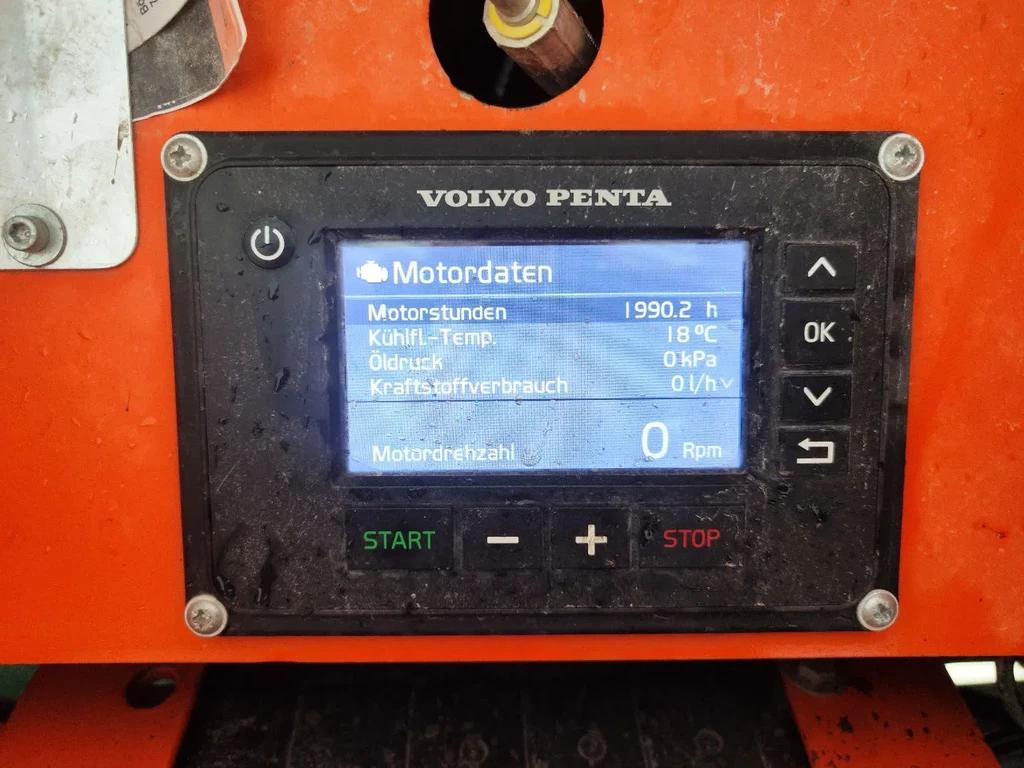 VOLVO PENTA
Motordaten
Motorstunden 1990.2 h
Kühlfl.-Temp. 18 ºC
Öldruck 0 kPa
Kraftstoffverbrauch 0 l/h
Motordrehzahl 0 Rpm
OK
START − + STOP